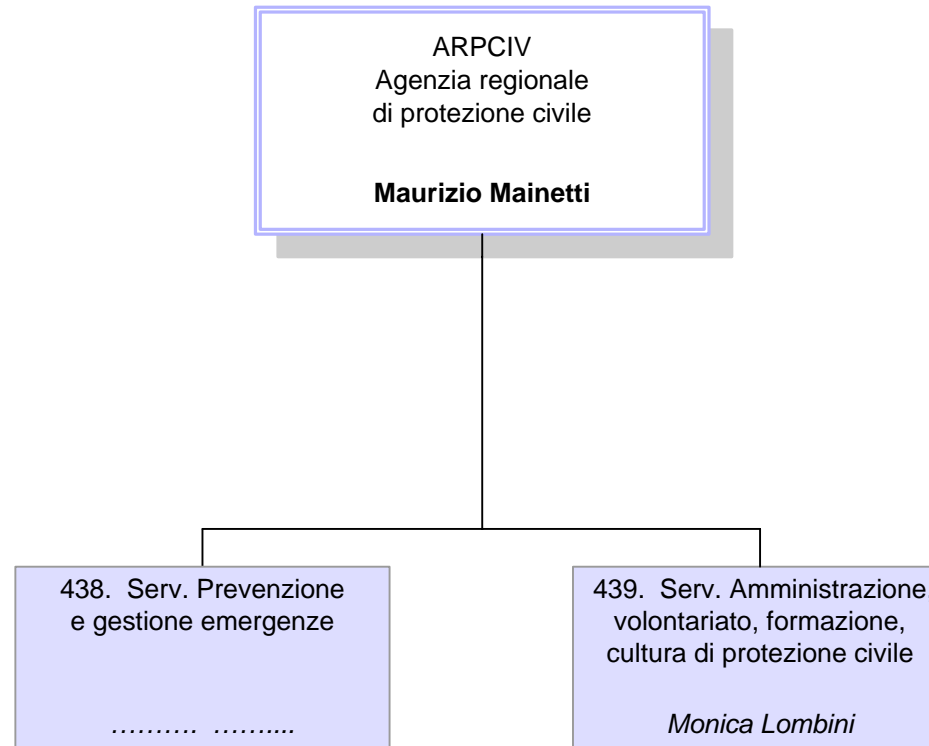 ARPCIV
Agenzia regionale
di protezione civile
Maurizio Mainetti
438. Serv. Prevenzione
e gestione emergenze
………. ……....
439. Serv. Amministrazione,
volontariato, formazione,
cultura di protezione civile
Monica Lombini